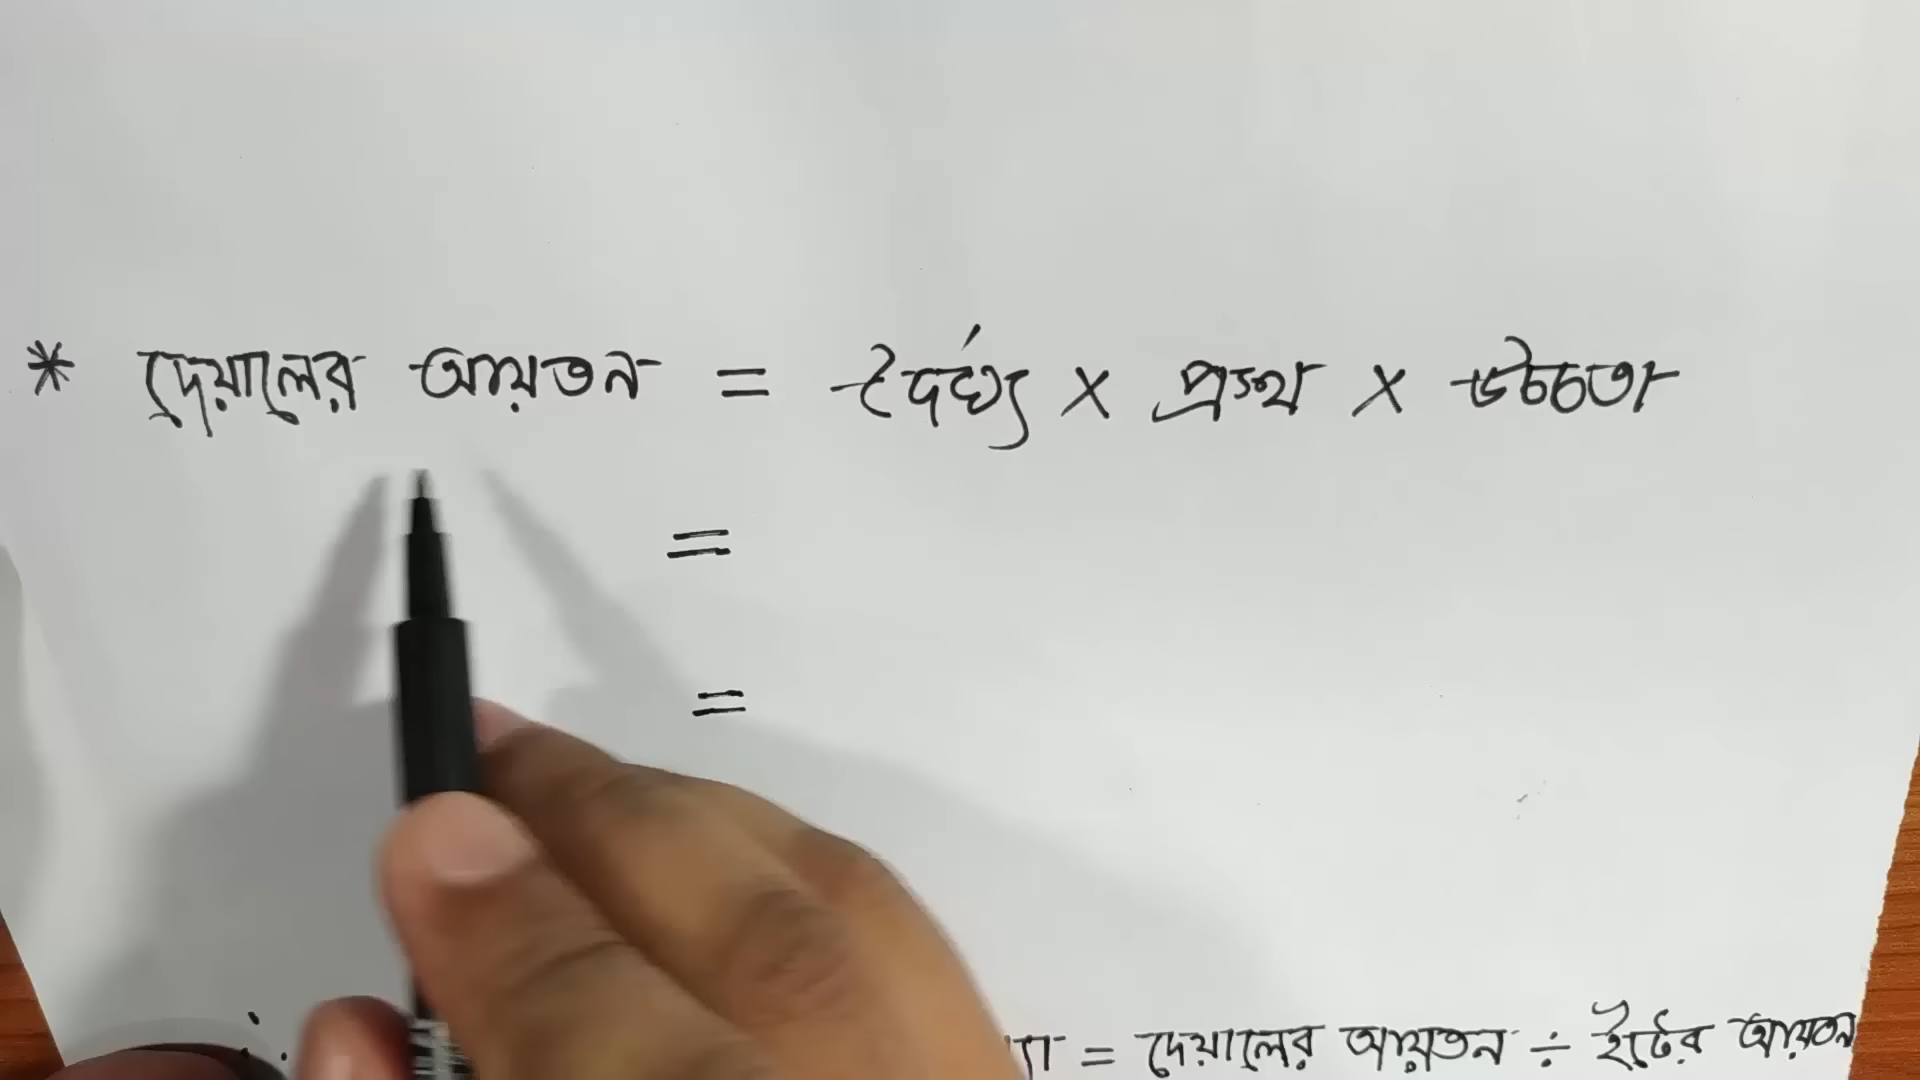 * দেয়ালের আয়তন = দৈর্ঘ্য × প্রস্থ × উচ্চতা
=
=
∴ = দেয়ালের আয়তন ÷ ইটের আয়তন